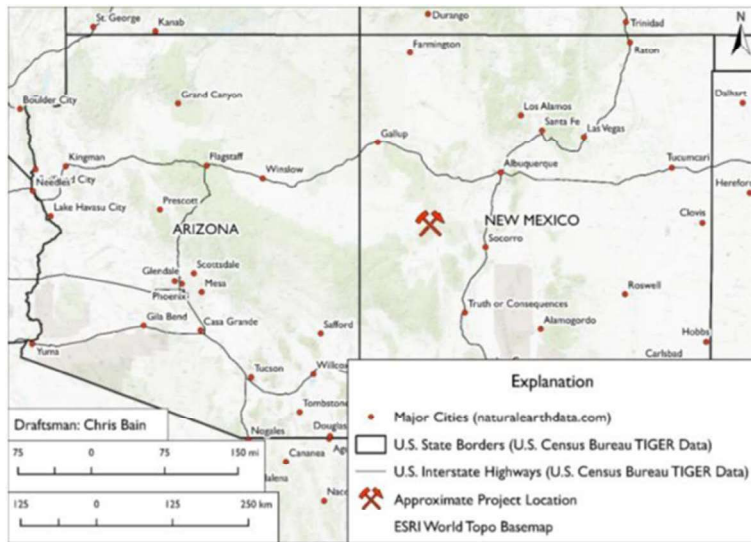 St. George
Kanab
Durango
Trinidad
N
Farmington
Raton
Boulder City
Grand Canyon
Los Alamos
Dalhart
Santa Fe
Las Vegas
Gallup
Kingman
Flagstaff
Winslow
Albuquerque
Tucumcari
Needles
Hereford
Lake Havasu City
Prescott
ARIZONA
NEW MEXICO
Clovis
Socorro
Glendale
Scottsdale
Mesa
Phoenix
Roswell
Gila Bend
Casa Grande
Safford
Truth or Consequences
Alamogordo
Yuma
Hobbs
Carlsbad
Tucson
Willcox
Explanation
Tombstone
Major Cities (naturalearthdata.com)
Draftsman: Chris Bain
Nogales
Douglas
U.S. State Borders (U.S. Census Bureau TIGER Data)
75 0 75 150 mi
Cananea
U.S. Interstate Highways (U.S. Census Bureau TIGER Data)
125 0 125 250 km
Approximate Project Location
ESRI World Topo Basemap